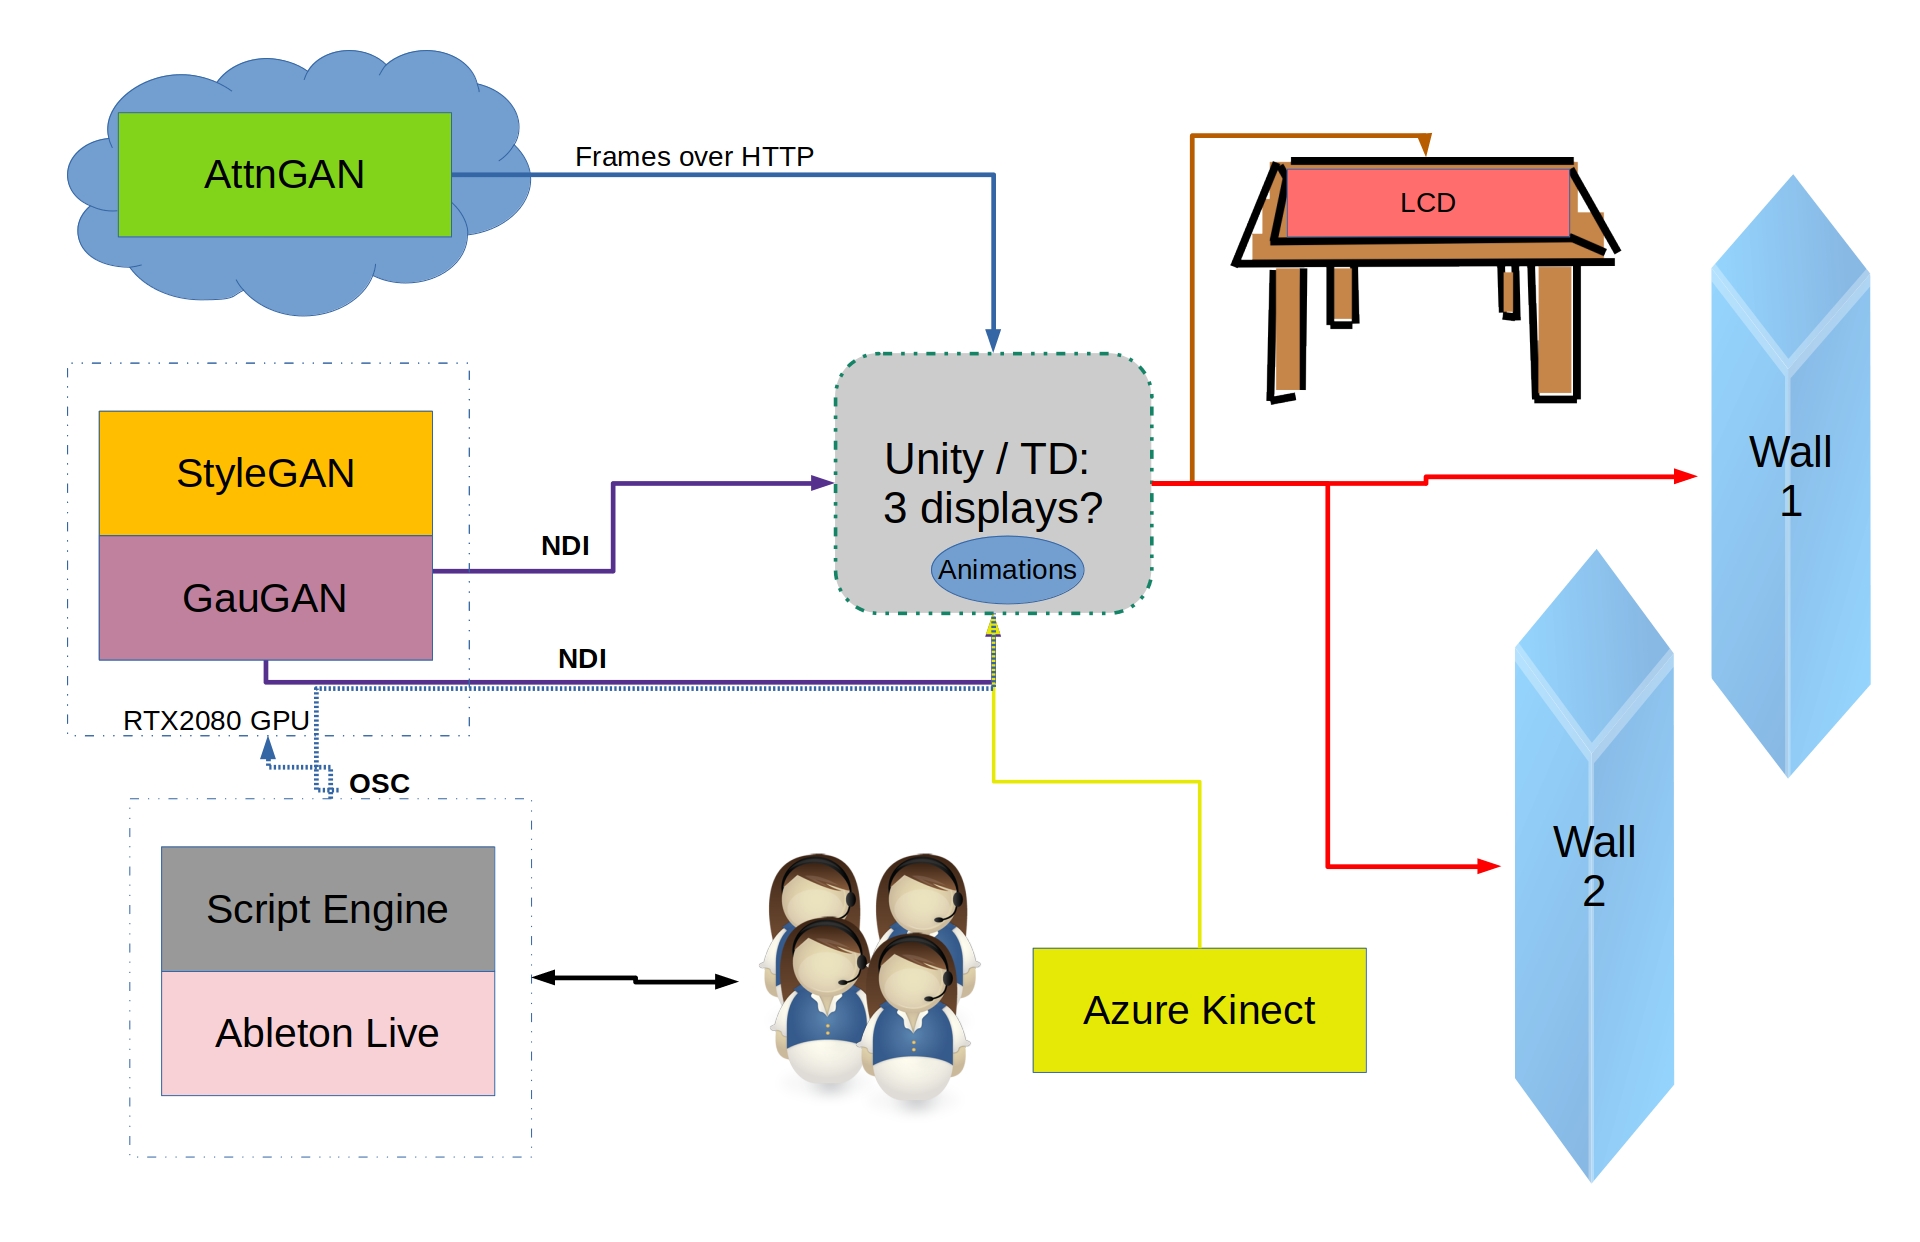 AttnGAN
Frames over HTTP
LCD
StyleGAN
GauGAN
NDI
NDI
RTX2080 GPU
OSC
Unity / TD:
3 displays?
Animations
Wall
1
Wall
2
Script Engine
Ableton Live
Azure Kinect